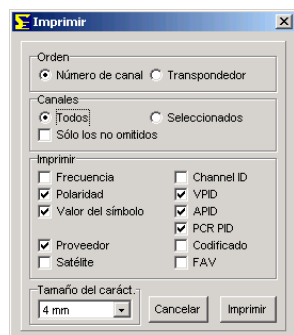 Imprimir
Orden
Número de canal Transpondedor
Canales
Todos Seleccionados
Sólo los no omitidos
Imprimir
Frecuencia Channel ID
Polaridad VPID
Valor del símbolo APID
PCR PID
Proveedor Codificado
Satélite FAV
Tamaño del caráct.
4 mm Cancelar Imprimir